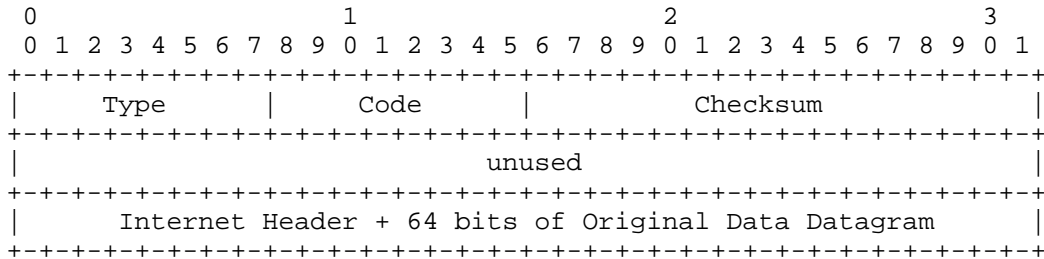 0                   1                   2                   3
 0 1 2 3 4 5 6 7 8 9 0 1 2 3 4 5 6 7 8 9 0 1 2 3 4 5 6 7 8 9 0 1
+-+-+-+-+-+-+-+-+-+-+-+-+-+-+-+-+-+-+-+-+-+-+-+-+-+-+-+-+-+-+-+-+
|     Type      |     Code      |          Checksum             |
+-+-+-+-+-+-+-+-+-+-+-+-+-+-+-+-+-+-+-+-+-+-+-+-+-+-+-+-+-+-+-+-+
|                             unused                            |
+-+-+-+-+-+-+-+-+-+-+-+-+-+-+-+-+-+-+-+-+-+-+-+-+-+-+-+-+-+-+-+-+
|      Internet Header + 64 bits of Original Data Datagram      |
+-+-+-+-+-+-+-+-+-+-+-+-+-+-+-+-+-+-+-+-+-+-+-+-+-+-+-+-+-+-+-+-+